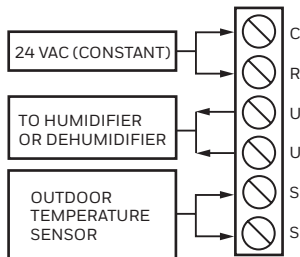 24 VAC (CONSTANT)
TO HUMIDIFIER
OR DEHUMIDIFIER
OUTDOOR
TEMPERATURE
SENSOR
C
R
U
U
S
S